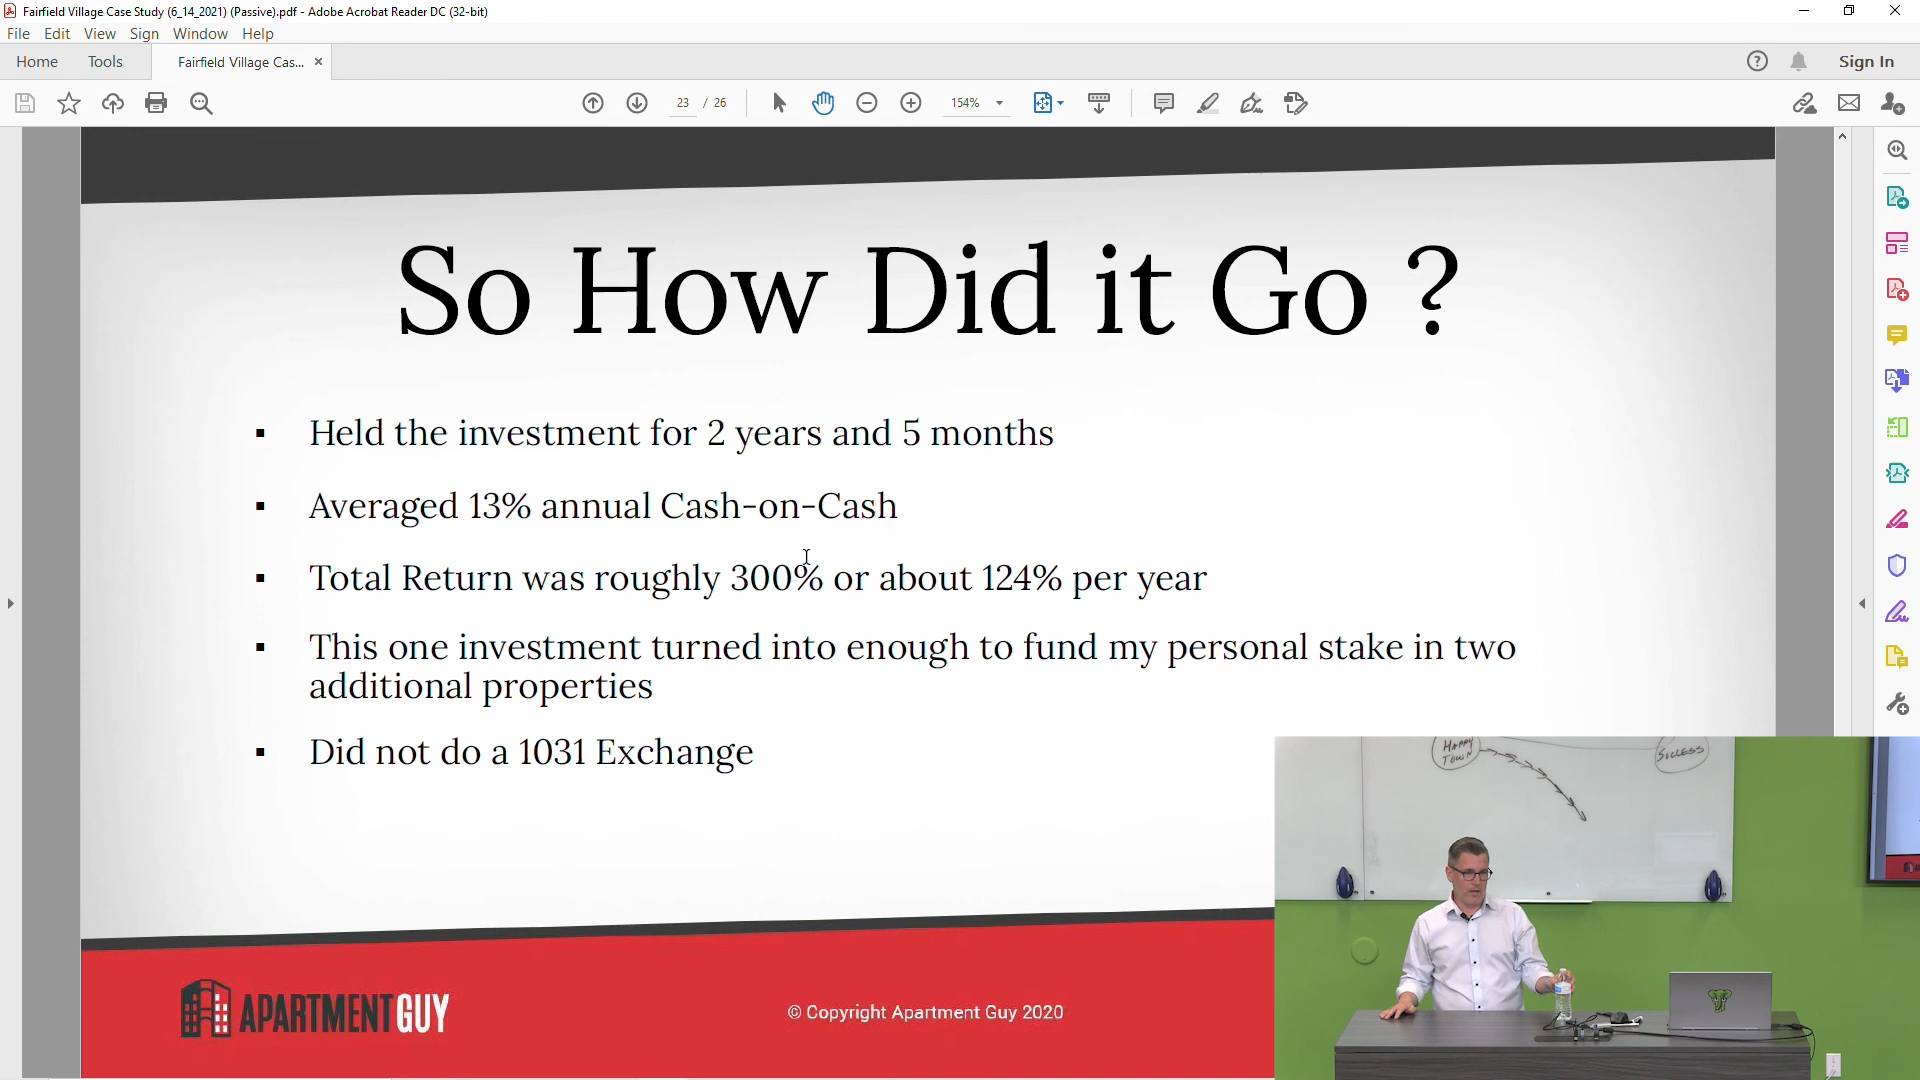 Fairfield Village Case Study (6_14_2021) (Passive).pdf - Adobe Acrobat Reader DC (32-bit)
File Edit View Sign Window Help
Home Tools Fairfield Village Cas... × Sign In
23 / 26 154%
So How Did it Go ?
▪ Held the investment for 2 years and 5 months
▪ Averaged 13% annual Cash-on-Cash
▪ Total Return was roughly 300% or about 124% per year
▪ This one investment turned into enough to fund my personal stake in two
additional properties
▪ Did not do a 1031 Exchange
HAPPY
TOWN
SUCCESS
APARTMENTGUY
© Copyright Apartment Guy 2020